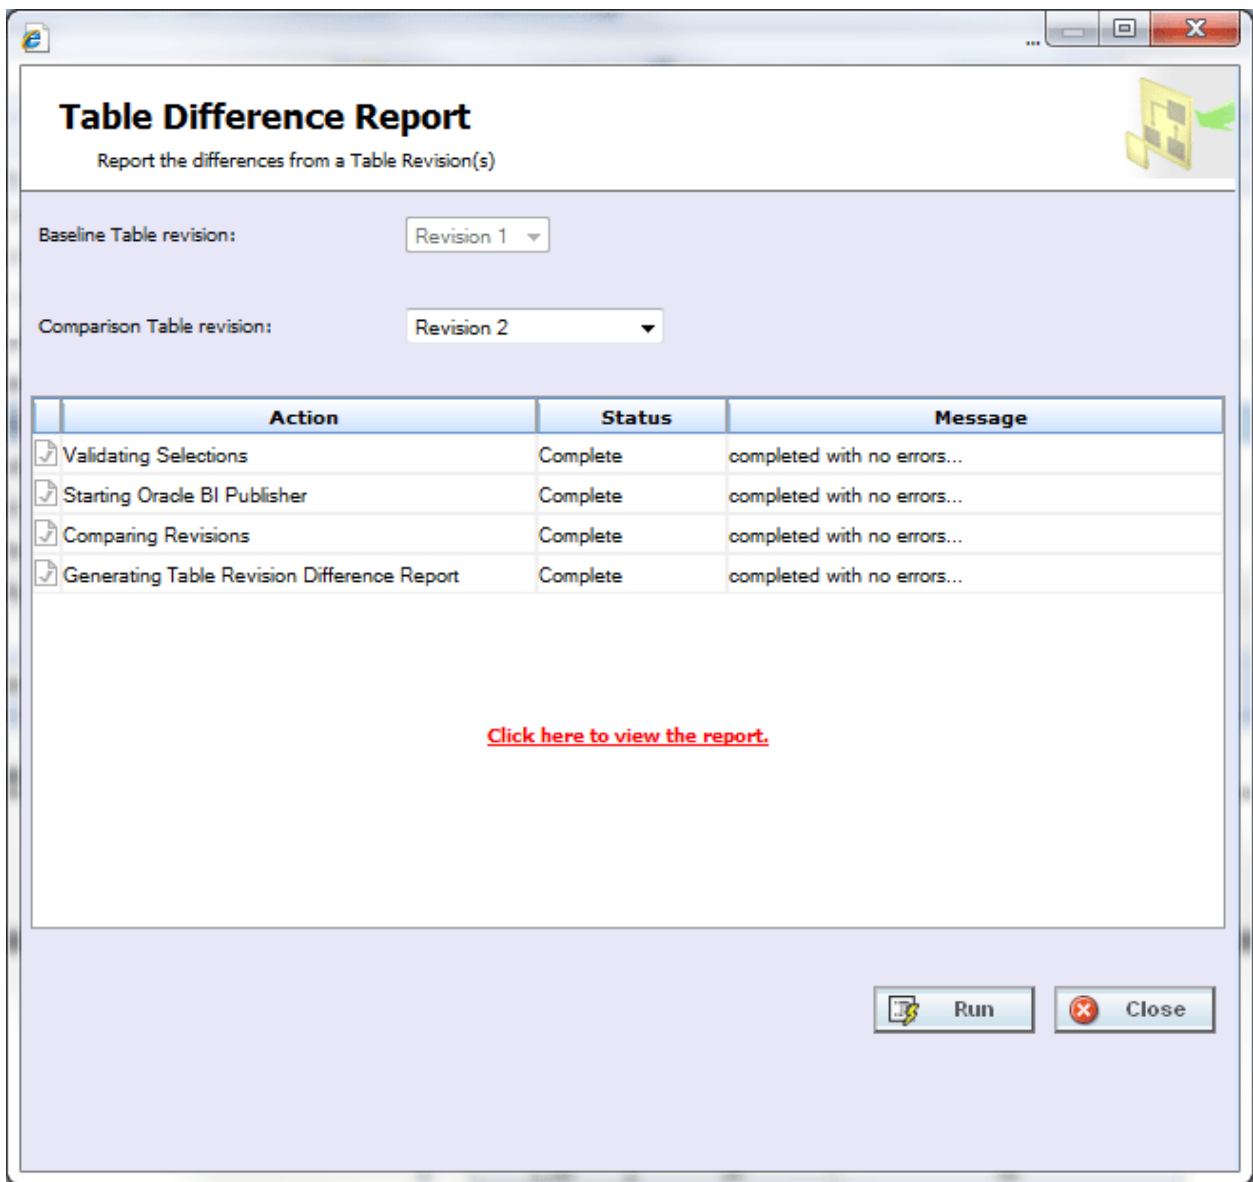 ...
Table Difference Report
Report the differences from a Table Revision(s)
Baseline Table revision: Revision 1
Comparison Table revision: Revision 2
Action Status Message
Validating Selections Complete completed with no errors...
Starting Oracle BI Publisher Complete completed with no errors...
Comparing Revisions Complete completed with no errors...
Generating Table Revision Difference Report Complete completed with no errors...
Click here to view the report.
Run Close